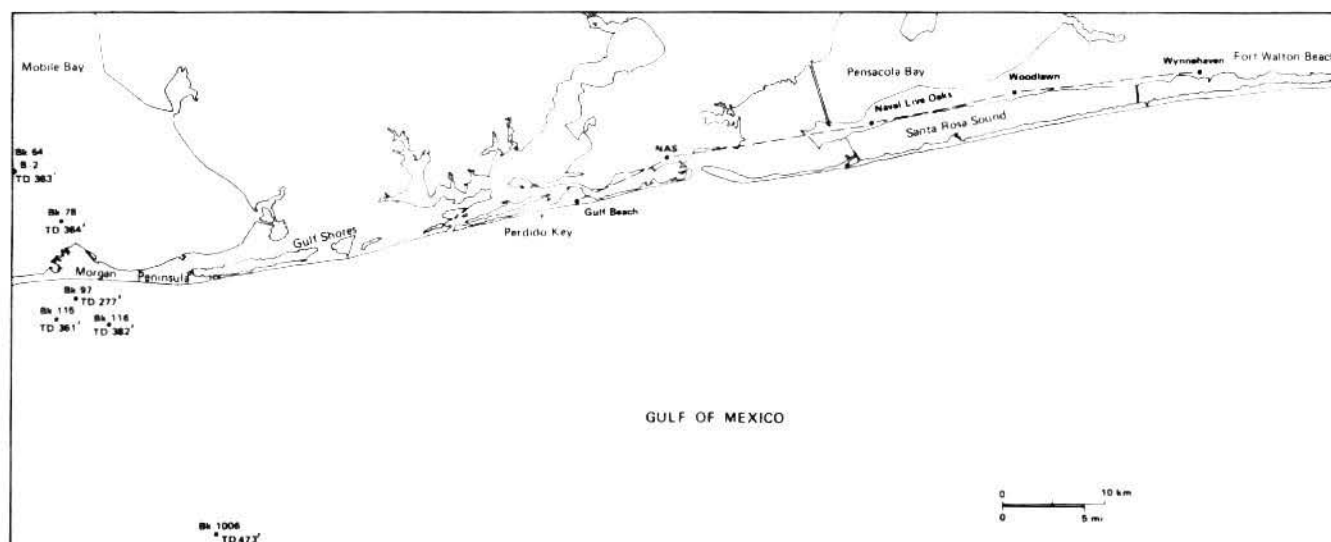 Mobile Bay
Pensacola Bay
Wynnehaven
Fort Walton Beach
Woodlawn
Naval Live Oaks
Santa Rosa Sound
NAS
Bk 64
B-2
TD 363'
Bk 78
TD 364'
Gulf Beach
Perdido Key
Gulf Shores
Morgan Peninsula
Bk 97
TD 277'
Bk 115
TD 361'
Bk 116
TD 382'
GULF OF MEXICO
0 10 km
0 5 mi
Bk 1006
TD 473'